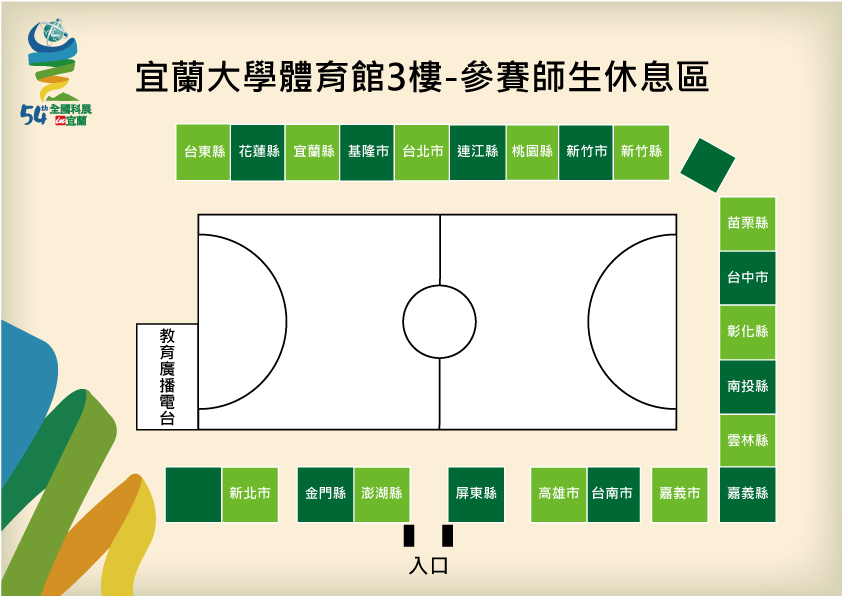 54th 全國科展
in宜蘭
宜蘭大學體育館3樓-參賽師生休息區
台東縣 花蓮縣 宜蘭縣 基隆市 台北市 連江縣 桃園縣 新竹市 新竹縣
苗栗縣
台中市
彰化縣
南投縣
雲林縣
教育廣播電台
新北市 金門縣 澎湖縣 屏東縣 高雄市 台南市 嘉義市 嘉義縣
入口